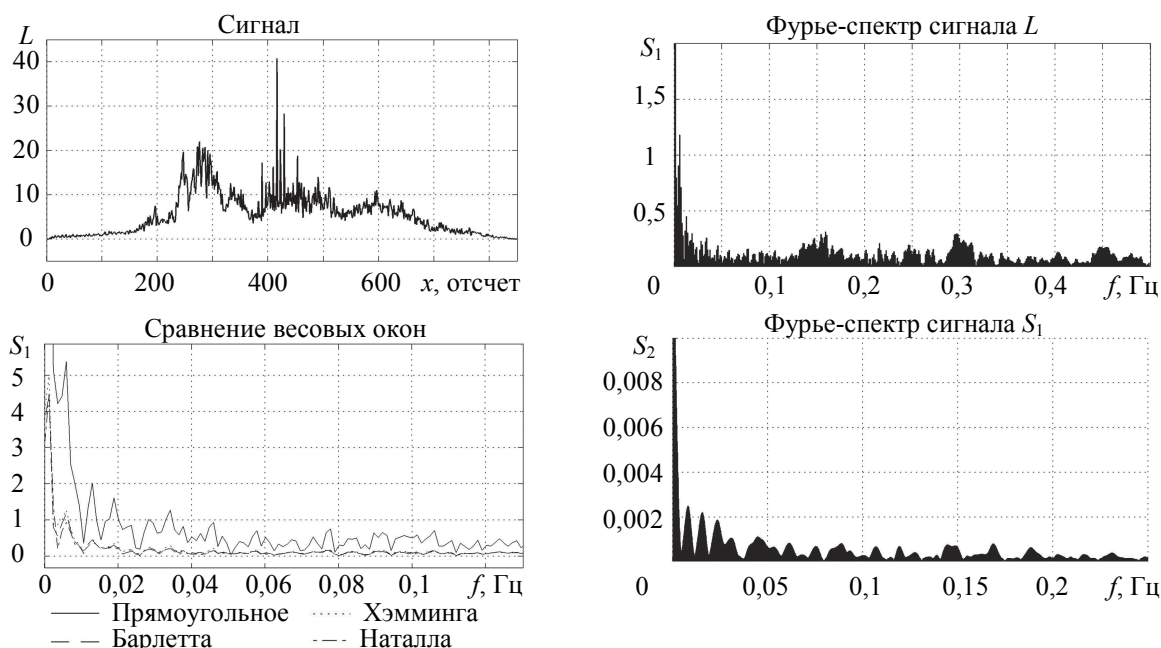 Сигнал
L
40
30
20
10
0
0 200 400 600 x, отсчет
Фурье-спектр сигнала L
S1
1,5
1
0,5
0 0,1 0,2 0,3 0,4 f, Гц
Сравнение весовых окон
S1
5
4
3
2
1
0
0 0,02 0,04 0,06 0,08 0,1 f, Гц
Прямоугольное Хэмминга
Барлетта Наталла
Фурье-спектр сигнала S1
S2
0,008
0,006
0,004
0,002
0 0,05 0,1 0,15 0,2 f, Гц